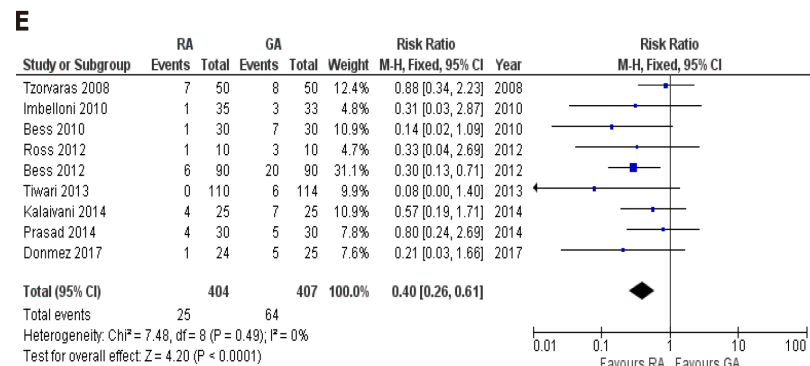 E
RA GA Risk Ratio Risk Ratio
Study or Subgroup Events Total Events Total Weight M-H, Fixed, 95% CI Year M-H, Fixed, 95% CI
Tzorvaras 2008 7 50 8 50 12.4% 0.88 [0.34, 2.23] 2008
Imbelloni 2010 1 35 3 33 4.8% 0.31 [0.03, 2.87] 2010
Bess 2010 1 30 7 30 10.9% 0.14 [0.02, 1.09] 2010
Ross 2012 1 10 3 10 4.7% 0.33 [0.04, 2.69] 2012
Bess 2012 6 90 20 90 31.1% 0.30 [0.13, 0.71] 2012
Tiwari 2013 0 110 6 114 9.9% 0.08 [0.00, 1.40] 2013
Kalaivani 2014 4 25 7 25 10.9% 0.57 [0.19, 1.71] 2014
Prasad 2014 4 30 5 30 7.8% 0.80 [0.24, 2.69] 2014
Donmez 2017 1 24 5 25 7.6% 0.21 [0.03, 1.66] 2017
Total (95% CI) 404 407 100.0% 0.40 [0.26, 0.61]
Total events 25 64
Heterogeneity: Chi² = 7.48, df = 8 (P = 0.49); I² = 0%
Test for overall effect: Z = 4.20 (P < 0.0001)
0.01 0.1 1 10 100
Favours RA Favours GA